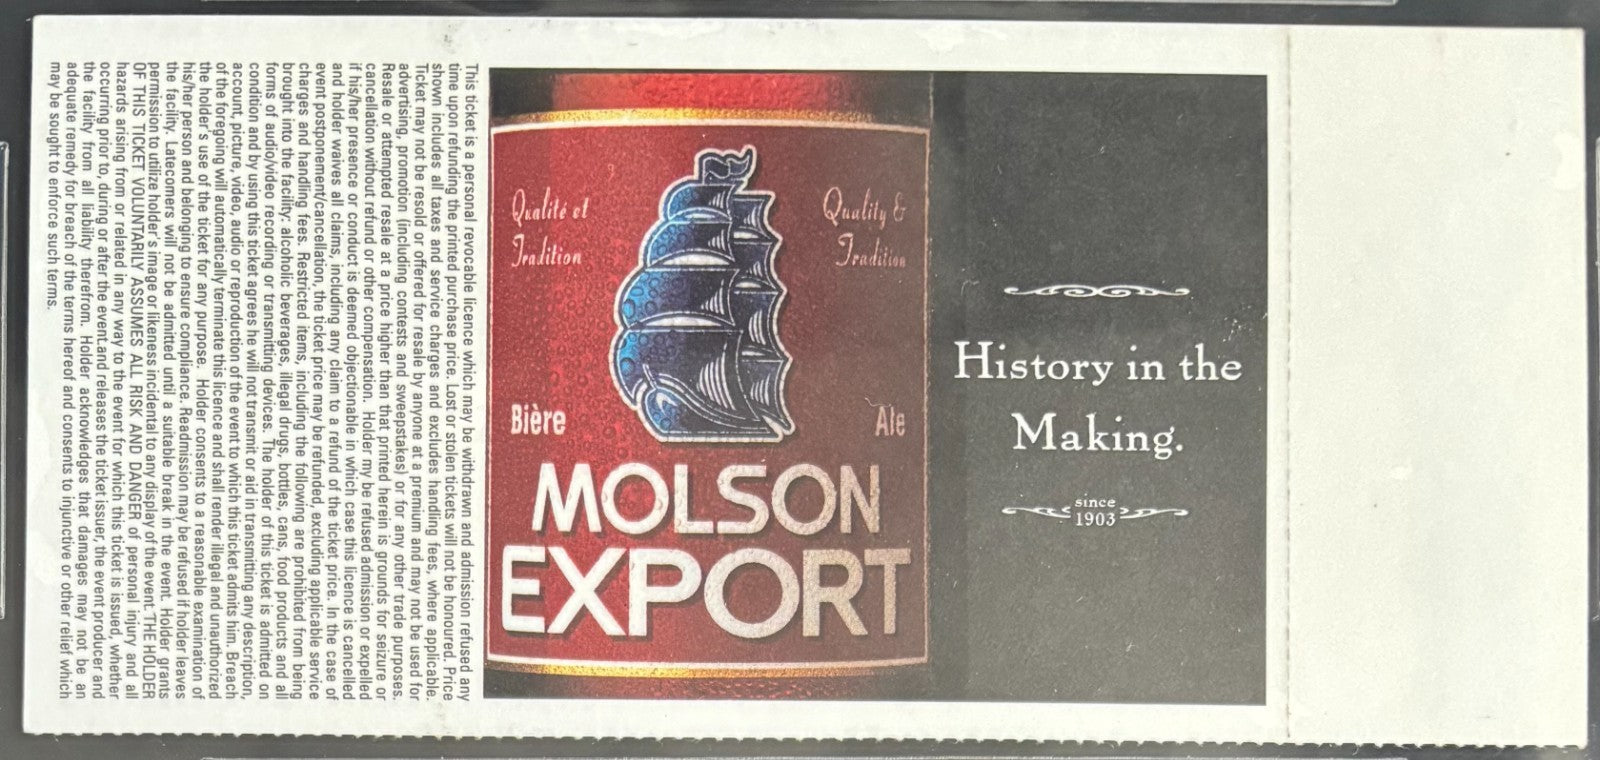 This ticket is a personal revocable licence which may be withdrawn and admission refused any
time upon refunding the printed purchase price. Lost or stolen tickets will not be honoured. Price
shown includes all taxes and service charges and excludes handling fees, where applicable.
Ticket may not be resold or offered for resale by anyone at a premium and may not be used for
advertising, promotion (including contests and sweepstakes) or for any other trade purposes.
Resale or attempted resale at a price higher than that printed herein is grounds for seizure or
cancellation without refund or other compensation. Holder may be refused admission or expelled
if his/her presence or conduct is deemed objectionable in which case this licence is cancelled
and holder waives all claims, including any claim to a refund of the ticket price. In the case of
event postponement/cancellation, the ticket price may be refunded, excluding applicable service
charges and handling fees. Restricted items, including the following are prohibited from being
brought into the facility: alcoholic beverages, illegal drugs, bottles, cans, food products and all
forms of audio/video recording or transmitting devices. The holder of this ticket is admitted on
condition and by using this ticket agrees he will not transmit or aid in transmitting any description,
account, picture, video, audio or reproduction of the event to which this ticket admits him. Breach
of the foregoing will automatically terminate this licence and shall render illegal and unauthorized
the holder's use of the ticket for any purpose. Holder consents to a reasonable examination of
his/her person and belonging to ensure compliance. Readmission may be refused if holder leaves
the facility. Latecomers will not be admitted until a suitable break in the event. Holder grants
permission to utilize holder's image or likeness incidental to any display of the event. THE HOLDER
OF THIS TICKET VOLUNTARILY ASSUMES ALL RISK AND DANGER of personal injury and all
hazards arising from or related in any way to the event for which this ticket is issued, whether
occurring prior to, during or after the event and releases the ticket issuer, the event producer and
the facility from all liability therefrom. Holder acknowledges that damages may not be an
adequate remedy for breach of the terms hereof and consents to injunctive or other relief which
may be sought to enforce such terms.
Qualité et
Tradition
Quality &
Tradition
Bière
Ale
MOLSON
EXPORT
History in the
Making.
since
1903